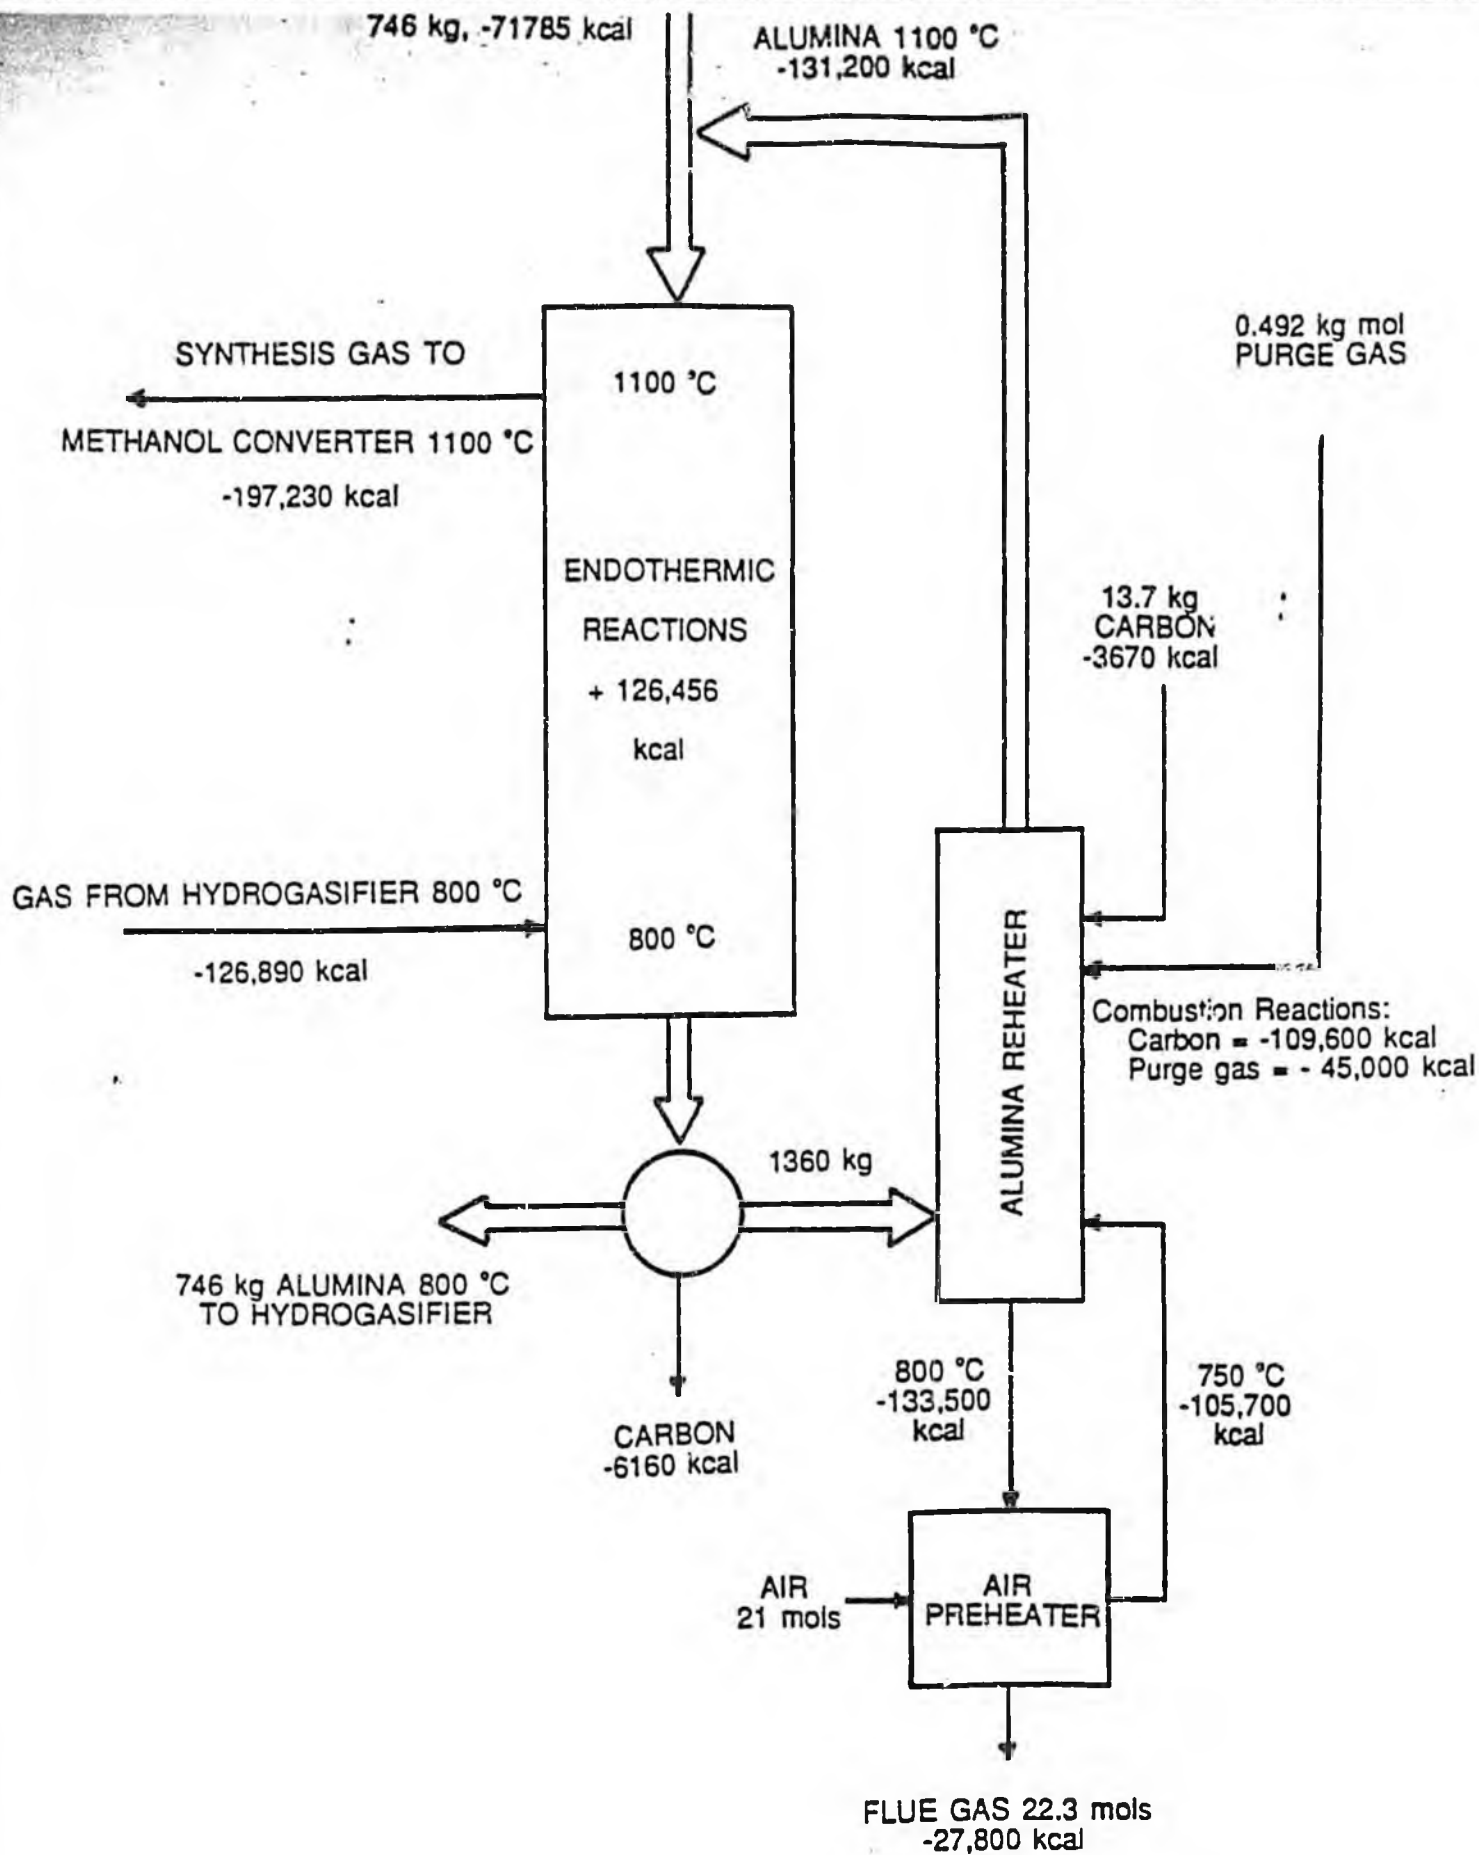 746 kg, -71785 kcal
ALUMINA 1100 °C
-131,200 kcal
SYNTHESIS GAS TO
METHANOL CONVERTER 1100 °C
-197,230 kcal
1100 °C
0.492 kg mol
PURGE GAS
ENDOTHERMIC
REACTIONS
+ 126,456
kcal
13.7 kg
CARBON
-3670 kcal
GAS FROM HYDROGASIFIER 800 °C
-126,890 kcal
800 °C
ALUMINA REHEATER
Combustion Reactions:
Carbon = -109,600 kcal
Purge gas = - 45,000 kcal
1360 kg
746 kg ALUMINA 800 °C
TO HYDROGASIFIER
CARBON
-6160 kcal
800 °C
-133,500
kcal
750 °C
-105,700
kcal
AIR
21 mols
AIR
PREHEATER
FLUE GAS 22.3 mols
-27,800 kcal